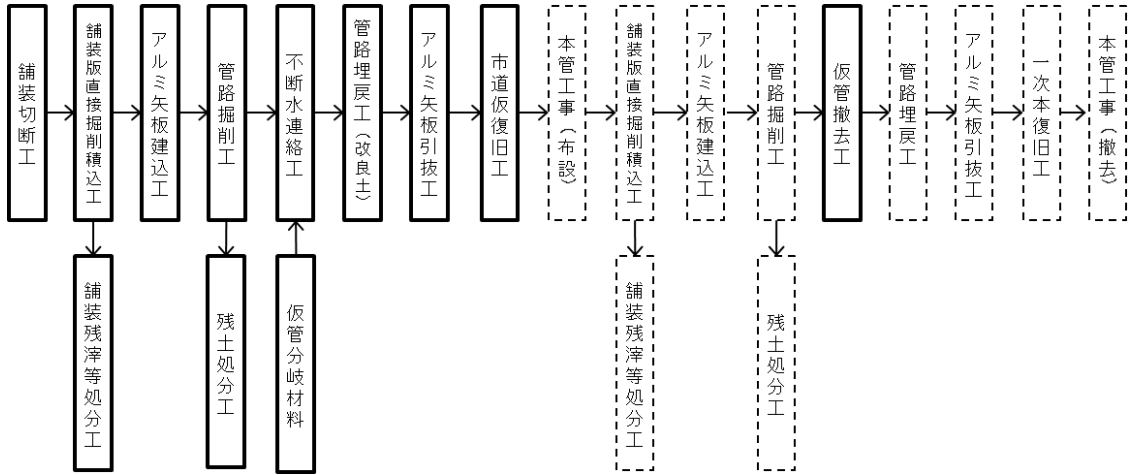 舗装切断工
舗装版直接掘削積込工
アルミ矢板建込工
管路掘削工
不断水連絡工
管路埋戻工（改良土）
アルミ矢板引抜工
市道仮復旧工
本管工事（布設）
舗装版直接掘削積込工
アルミ矢板建込工
管路掘削工
仮管撤去工
管路埋戻工
アルミ矢板引抜工
一次本復旧工
本管工事（撤去）
舗装残滓等処分工
残土処分工
仮管分岐材料
舗装残滓等処分工
残土処分工